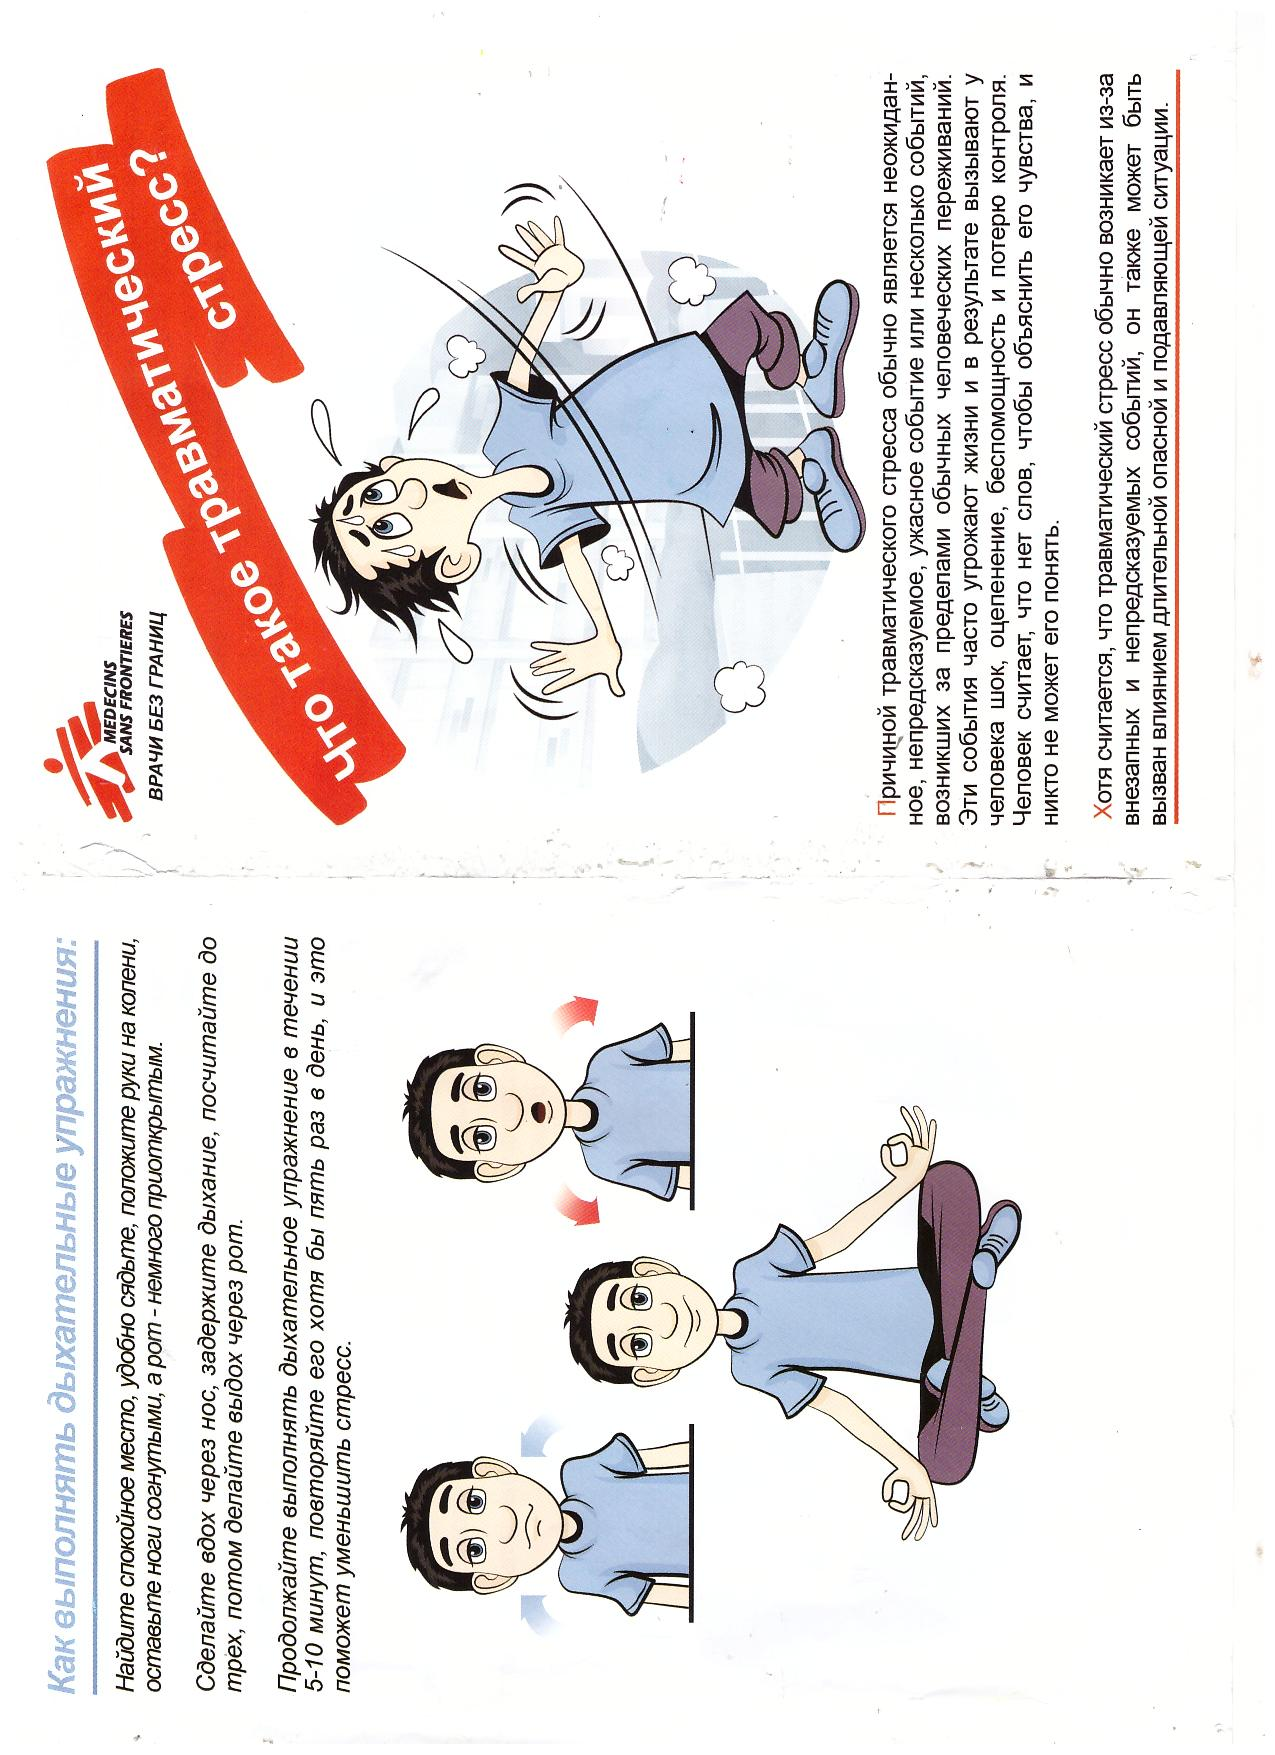 Как выполнять дыхательные упражнения:
Найдите спокойное место, удобно сядьте, положите руки на колени,
оставьте ноги согнутыми, а рот - немного приоткрытым.
Сделайте вдох через нос, задержите дыхание, посчитайте до
трех, потом делайте выдох через рот.
Продолжайте выполнять дыхательное упражнение в течении
5-10 минут, повторяйте его хотя бы пять раз в день, и это
поможет уменьшить стресс.
MEDECINS
SANS FRONTIERES
ВРАЧИ БЕЗ ГРАНИЦ
Что такое травматический
стресс?
Причиной травматического стресса обычно является неожидан-
ное, непредсказуемое, ужасное событие или несколько событий,
возникших за пределами обычных человеческих переживаний.
Эти события часто угрожают жизни и в результате вызывают у
человека шок, оцепенение, беспомощность и потерю контроля.
Человек считает, что нет слов, чтобы объяснить его чувства, и
никто не может его понять.
Хотя считается, что травматический стресс обычно возникает из-за
внезапных и непредсказуемых событий, он также может быть
вызван влиянием длительной опасной и подавляющей ситуации.